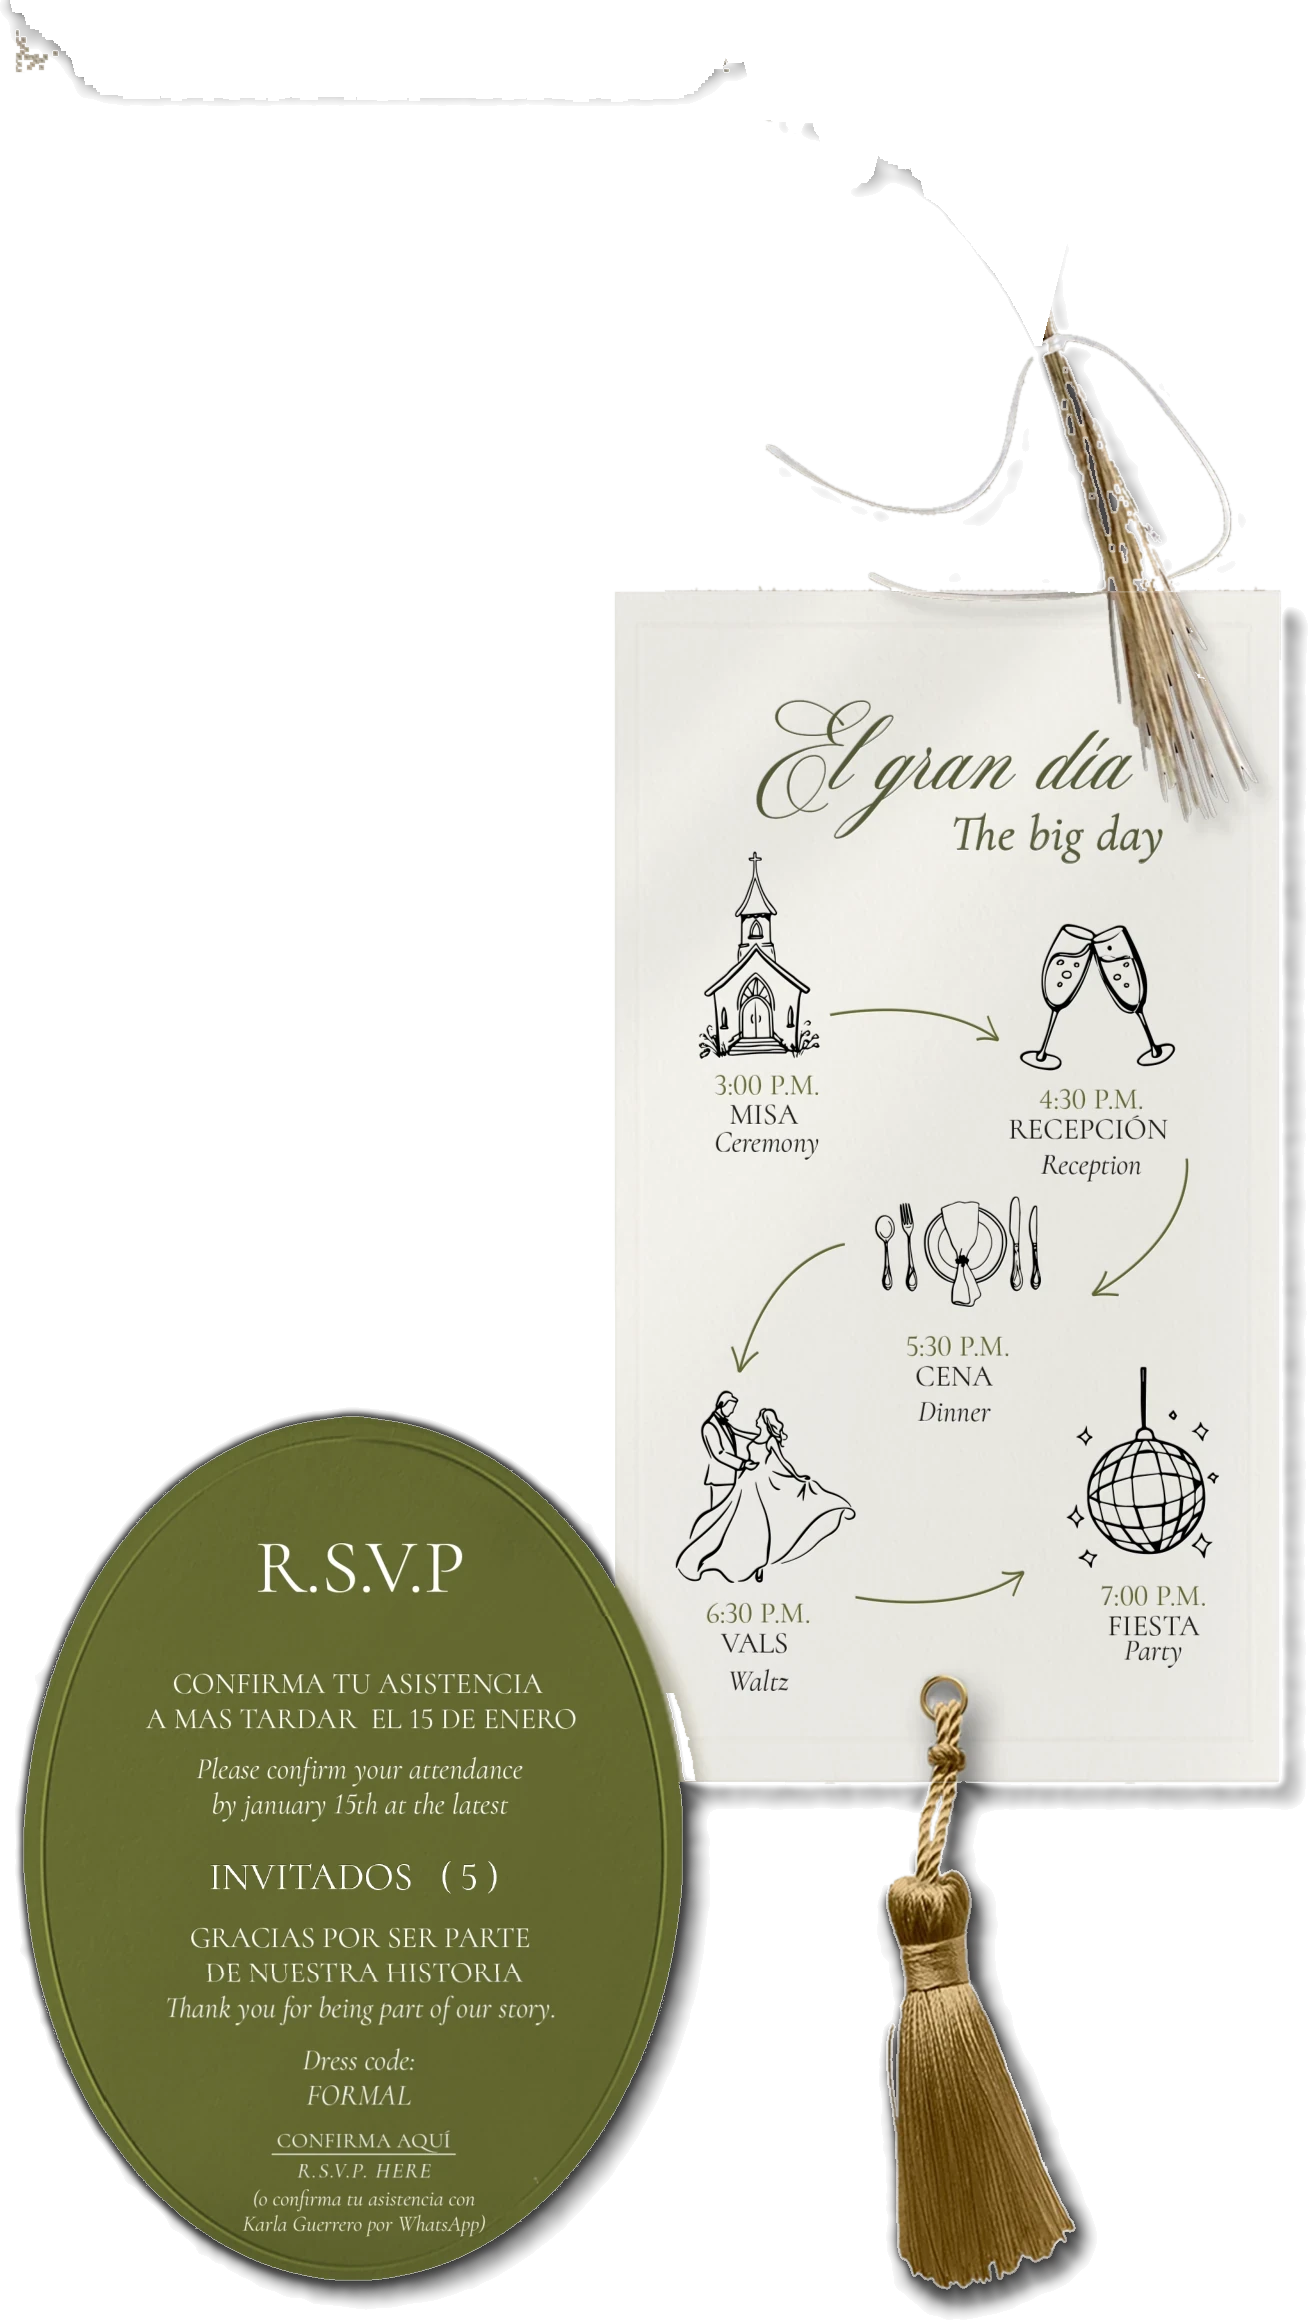 El gran día
The big day
3:00 P.M.
MISA
Ceremony
4:30 P.M.
RECEPCIÓN
Reception
5:30 P.M.
CENA
Dinner
6:30 P.M.
VALS
Waltz
7:00 P.M.
FIESTA
Party
R.S.V.P
CONFIRMA TU ASISTENCIA
A MAS TARDAR EL 15 DE ENERO
Please confirm your attendance
by january 15th at the latest
INVITADOS ( 5 )
GRACIAS POR SER PARTE
DE NUESTRA HISTORIA
Thank you for being part of our story.
Dress code:
FORMAL
CONFIRMA AQUÍ
R.S.V.P. HERE
(o confirma tu asistencia con
Karla Guerrero por WhatsApp)